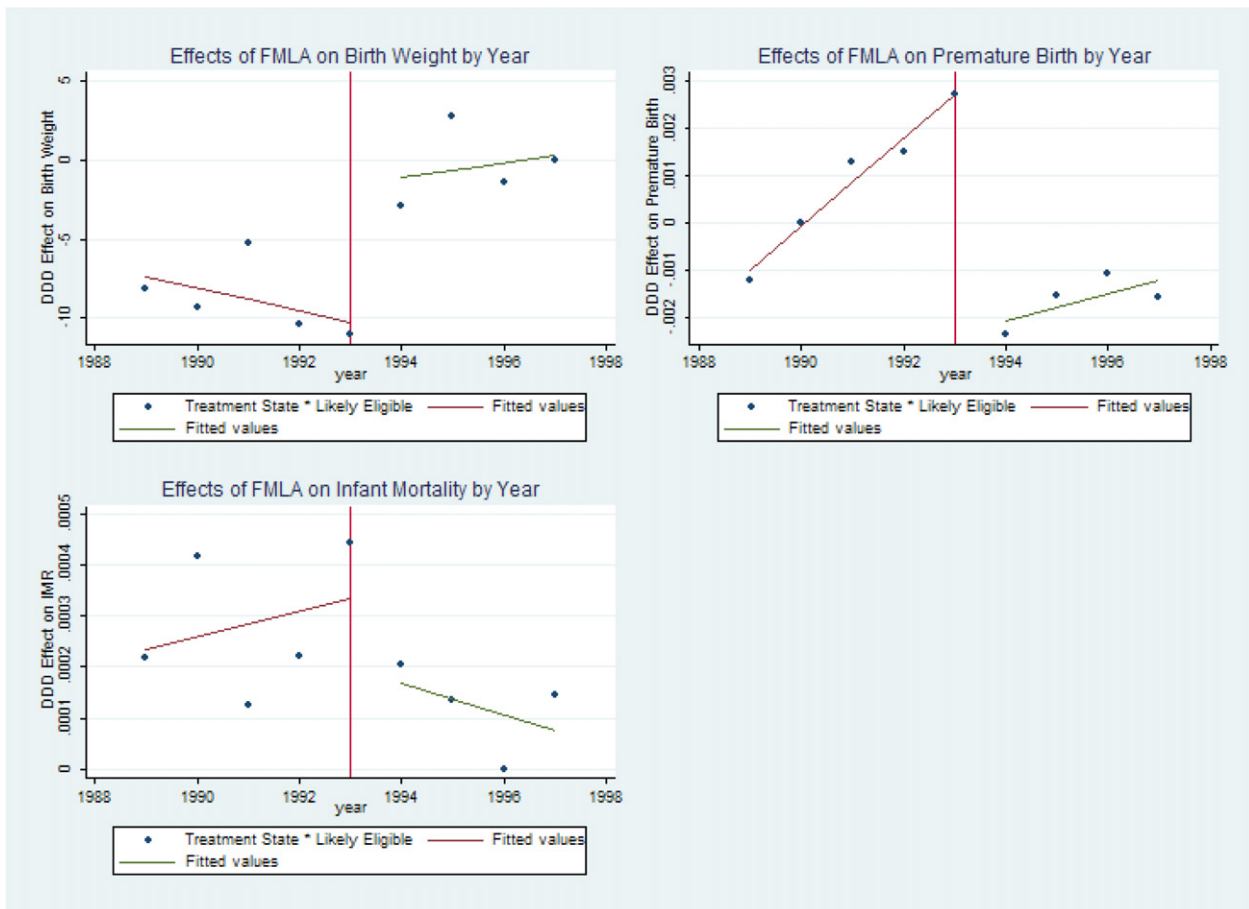 Effects of FMLA on Birth Weight by Year
DDD Effect on Birth Weight
5
0
-5
-10
1988 1990 1992 1994 1996 1998
year
Treatment State * Likely Eligible Fitted values
Fitted values
Effects of FMLA on Premature Birth by Year
DDD Effect on Premature Birth
.003
.002
.001
0
-.001
-.002
1988 1990 1992 1994 1996 1998
year
Treatment State * Likely Eligible Fitted values
Fitted values
Effects of FMLA on Infant Mortality by Year
DDD Effect on IMR
.0005
.0004
.0003
.0002
.0001
0
1988 1990 1992 1994 1996 1998
year
Treatment State * Likely Eligible Fitted values
Fitted values